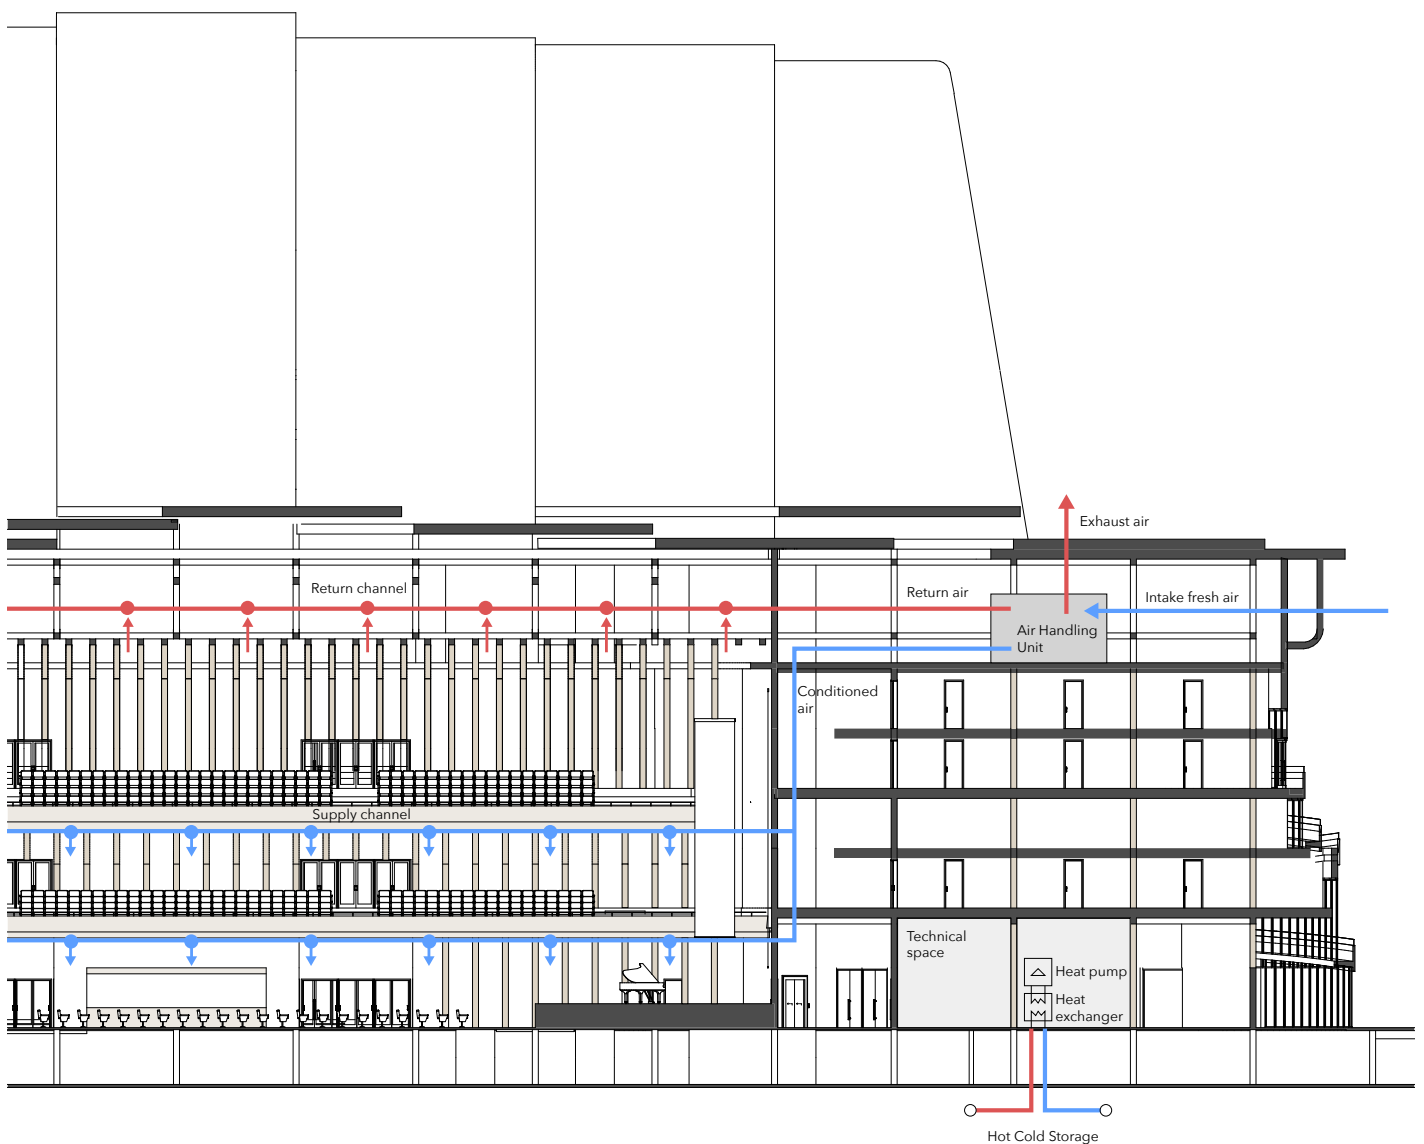 Exhaust air
Return channel
Return air
Intake fresh air
Air Handling
Unit
Conditioned
air
Supply channel
Technical
space
Heat pump
Heat
exchanger
Hot Cold Storage